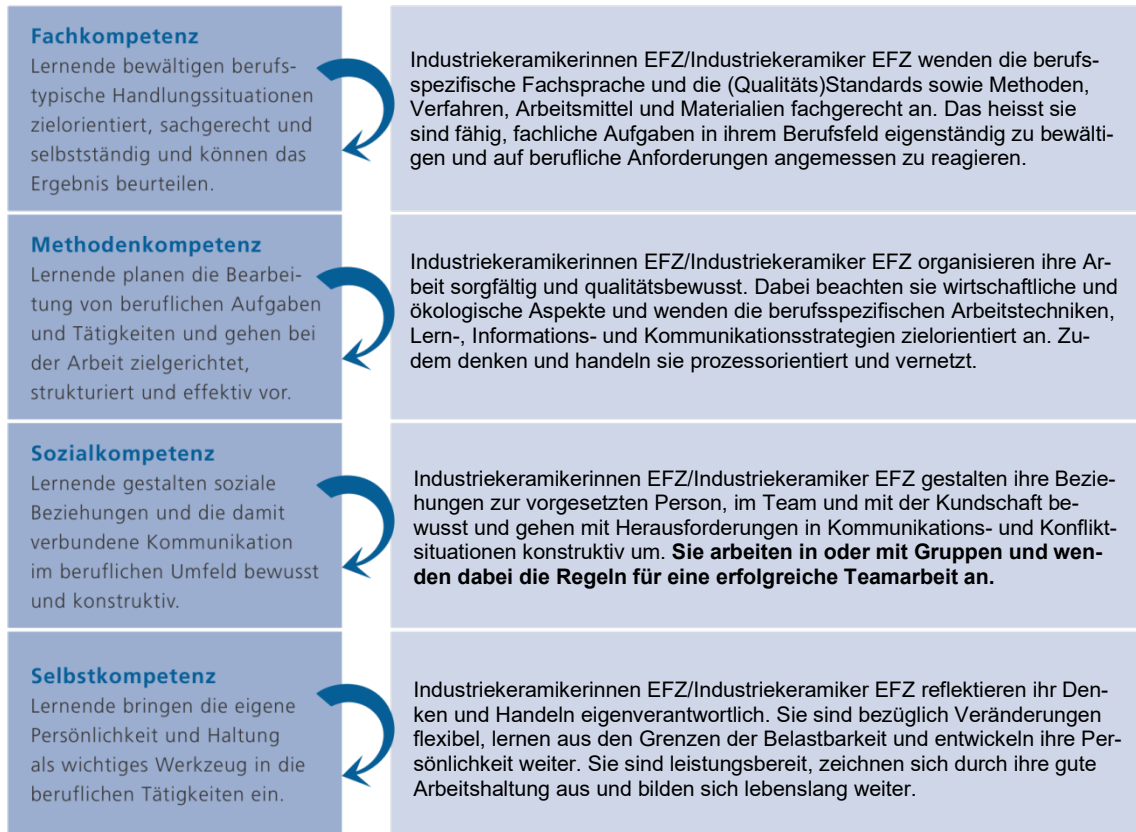 Fachkompetenz
Lernende bewältigen berufs-
typische Handlungssituationen
zielorientiert, sachgerecht und
selbstständig und können das
Ergebnis beurteilen.
Industriekeramikerinnen EFZ/Industriekeramiker EFZ wenden die berufs-
spezifische Fachsprache und die (Qualitäts)Standards sowie Methoden,
Verfahren, Arbeitsmittel und Materialien fachgerecht an. Das heisst sie
sind fähig, fachliche Aufgaben in ihrem Berufsfeld eigenständig zu bewälti-
gen und auf berufliche Anforderungen angemessen zu reagieren.
Methodenkompetenz
Lernende planen die Bearbei-
tung von beruflichen Aufgaben
und Tätigkeiten und gehen bei
der Arbeit zielgerichtet,
strukturiert und effektiv vor.
Industriekeramikerinnen EFZ/Industriekeramiker EFZ organisieren ihre Ar-
beit sorgfältig und qualitätsbewusst. Dabei beachten sie wirtschaftliche und
ökologische Aspekte und wenden die berufsspezifischen Arbeitstechniken,
Lern-, Informations- und Kommunikationsstrategien zielorientiert an. Zu-
dem denken und handeln sie prozessorientiert und vernetzt.
Sozialkompetenz
Lernende gestalten soziale
Beziehungen und die damit
verbundene Kommunikation
im beruflichen Umfeld bewusst
und konstruktiv.
Industriekeramikerinnen EFZ/Industriekeramiker EFZ gestalten ihre Bezie-
hungen zur vorgesetzten Person, im Team und mit der Kundschaft be-
wusst und gehen mit Herausforderungen in Kommunikations- und Konflikt-
situationen konstruktiv um. Sie arbeiten in oder mit Gruppen und wen-
den dabei die Regeln für eine erfolgreiche Teamarbeit an.
Selbstkompetenz
Lernende bringen die eigene
Persönlichkeit und Haltung
als wichtiges Werkzeug in die
beruflichen Tätigkeiten ein.
Industriekeramikerinnen EFZ/Industriekeramiker EFZ reflektieren ihr Den-
ken und Handeln eigenverantwortlich. Sie sind bezüglich Veränderungen
flexibel, lernen aus den Grenzen der Belastbarkeit und entwickeln ihre Per-
sönlichkeit weiter. Sie sind leistungsbereit, zeichnen sich durch ihre gute
Arbeitshaltung aus und bilden sich lebenslang weiter.